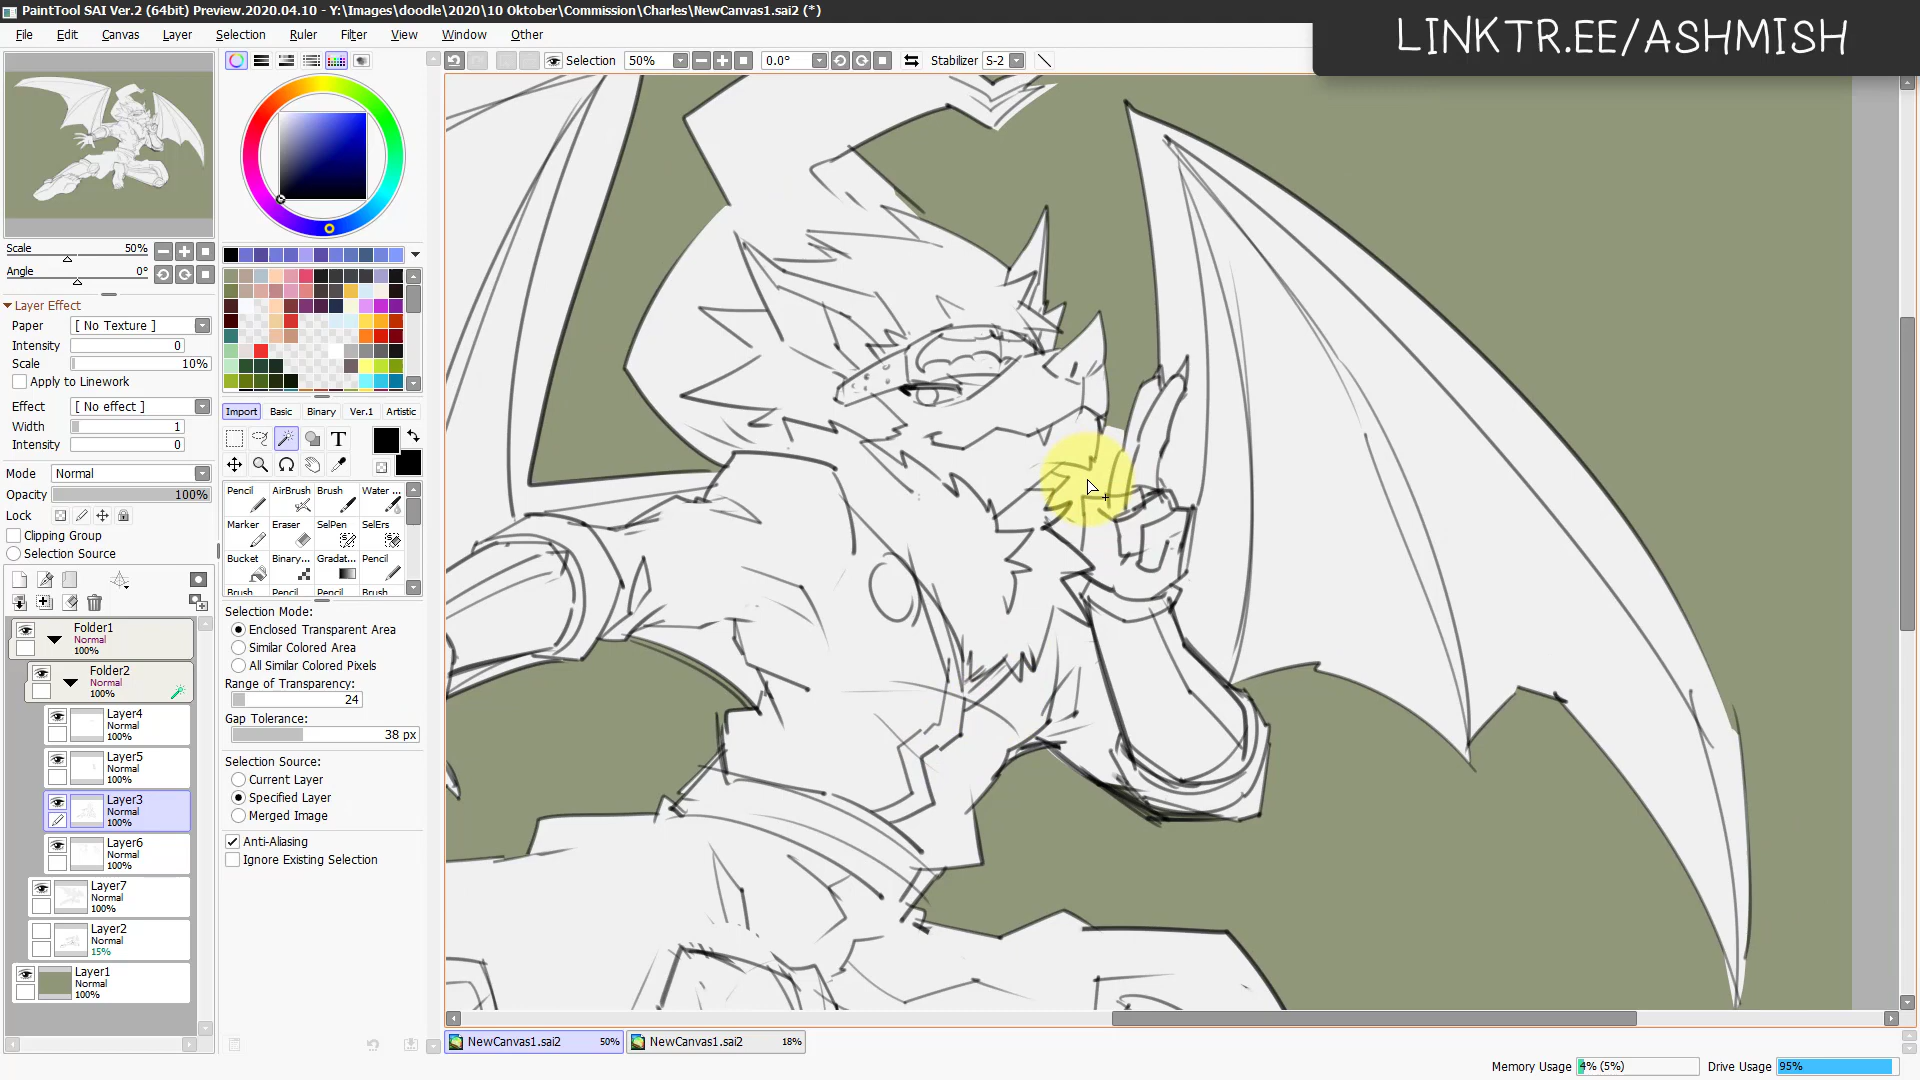 PaintTool SAI Ver.2 (64bit) Preview.2020.04.10 - Y:\Images\doodle\2020\10 Oktober\Commission\Charles\NewCanvas1.sai2 (*)
LINKTR.EE/ASHMISH
File Edit Canvas Layer Selection Ruler Filter View Window Other
Selection 50% 0.0° Stabilizer S-2
Scale 50%
Angle 0°
Layer Effect
Paper [ No Texture ]
Intensity 0
Scale 10%
Apply to Linework
Effect [ No effect ]
Width 1
Intensity 0
Mode Normal
Opacity 100%
Lock
Clipping Group
Selection Source
Folder1
Normal
100%
Folder2
Normal
100%
Layer4
Normal
100%
Layer5
Normal
100%
Layer3
Normal
100%
Layer6
Normal
100%
Layer7
Normal
100%
Layer2
Normal
15%
Layer1
Normal
100%
Import Basic Binary Ver.1 Artistic
T
Pencil AirBrush Brush Water ...
Marker Eraser SelPen SelErs
Bucket Binary... Gradat... Pencil
Brush Pencil Pencil Brush
Selection Mode:
Enclosed Transparent Area
Similar Colored Area
All Similar Colored Pixels
Range of Transparency:
24
Gap Tolerance:
38 px
Selection Source:
Current Layer
Specified Layer
Merged Image
Anti-Aliasing
Ignore Existing Selection
NewCanvas1.sai2 50% NewCanvas1.sai2 18%
Memory Usage 4% (5%) Drive Usage 95%